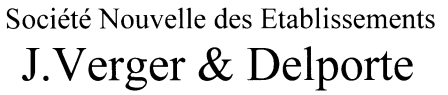 Société Nouvelle des Etablissements
J.Verger & Delporte